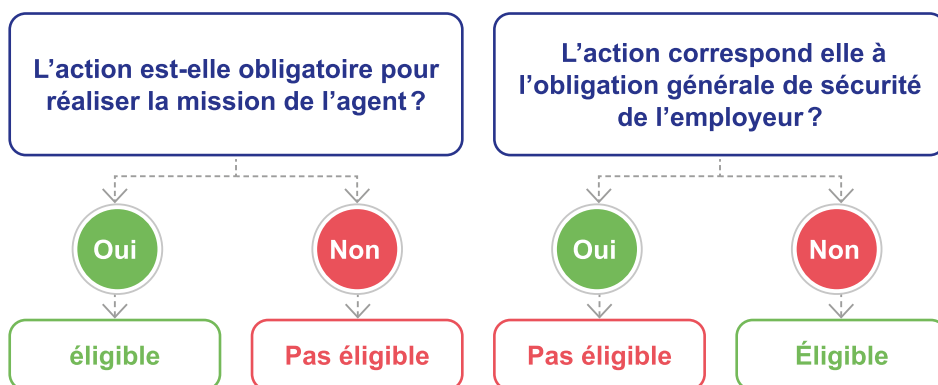 L’action est-elle obligatoire pour
réaliser la mission de l’agent ?
L’action correspond elle à
l’obligation générale de sécurité
de l’employeur ?
Oui
Non
Oui
Non
éligible
Pas éligible
Pas éligible
Éligible